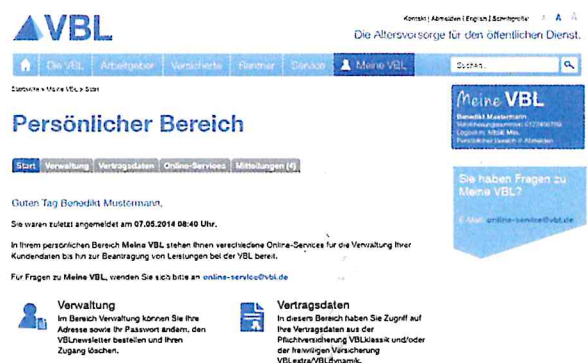 VBL
Kontakt | Abmelden | English | Schriftgröße A A A
Die Altersvorsorge für den öffentlichen Dienst.
Die VBL Arbeitgeber Versicherte Rentner Service Meine VBL
Suchen...
Startseite » Meine VBL » Start
Persönlicher Bereich
Start Verwaltung Vertragsdaten Online-Services Mitteilungen (4)
Guten Tag Benedikt Mustermann,
Sie waren zuletzt angemeldet am 07.05.2014 08:40 Uhr.
In Ihrem persönlichen Bereich Meine VBL stehen Ihnen verschiedene Online-Services für die Verwaltung Ihrer
Kundendaten bis hin zur Beantragung von Leistungen bei der VBL bereit.
Für Fragen zu Meine VBL, wenden Sie sich bitte an online-service@vbl.de
Verwaltung
Im Bereich Verwaltung können Sie Ihre
Adresse sowie Ihr Passwort ändern, den
VBLnewsletter bestellen und Ihren
Zugang löschen.
Vertragsdaten
In diesem Bereich haben Sie Zugriff auf
Ihre Vertragsdaten aus der
Pflichtversicherung VBLklassik und/oder
der freiwilligen Versicherung
VBLextra/VBLdynamik.
Meine VBL
Benedikt Mustermann
Persönlicher Bereich » Abmelden
Sie haben Fragen zu
Meine VBL?
E-Mail: online-service@vbl.de